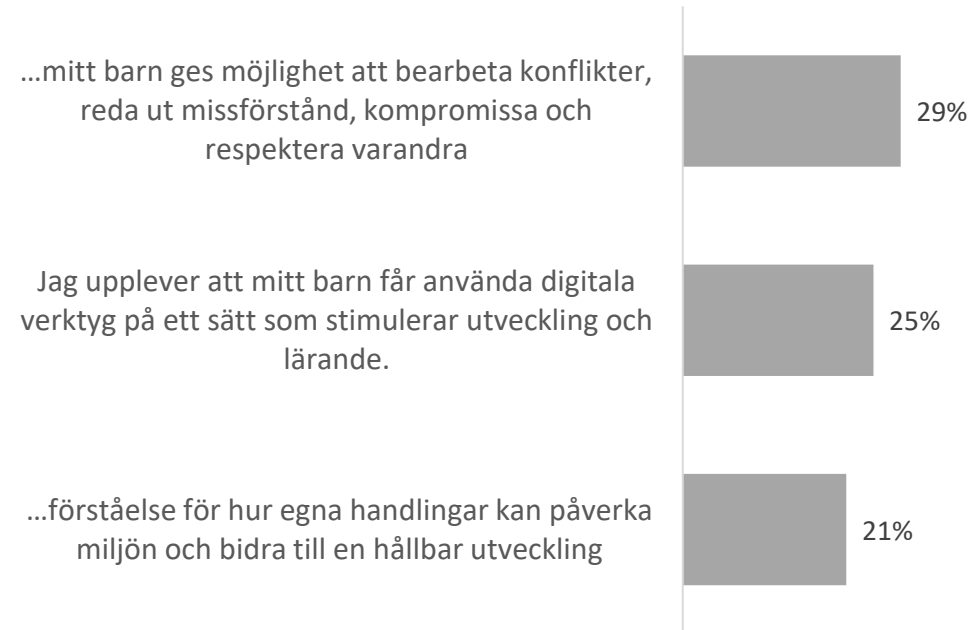 ...mitt barn ges möjlighet att bearbeta konflikter,
reda ut missförstånd, kompromissa och
respektera varandra
29%
Jag upplever att mitt barn får använda digitala
verktyg på ett sätt som stimulerar utveckling och
lärande.
25%
...förståelse för hur egna handlingar kan påverka
miljön och bidra till en hållbar utveckling
21%